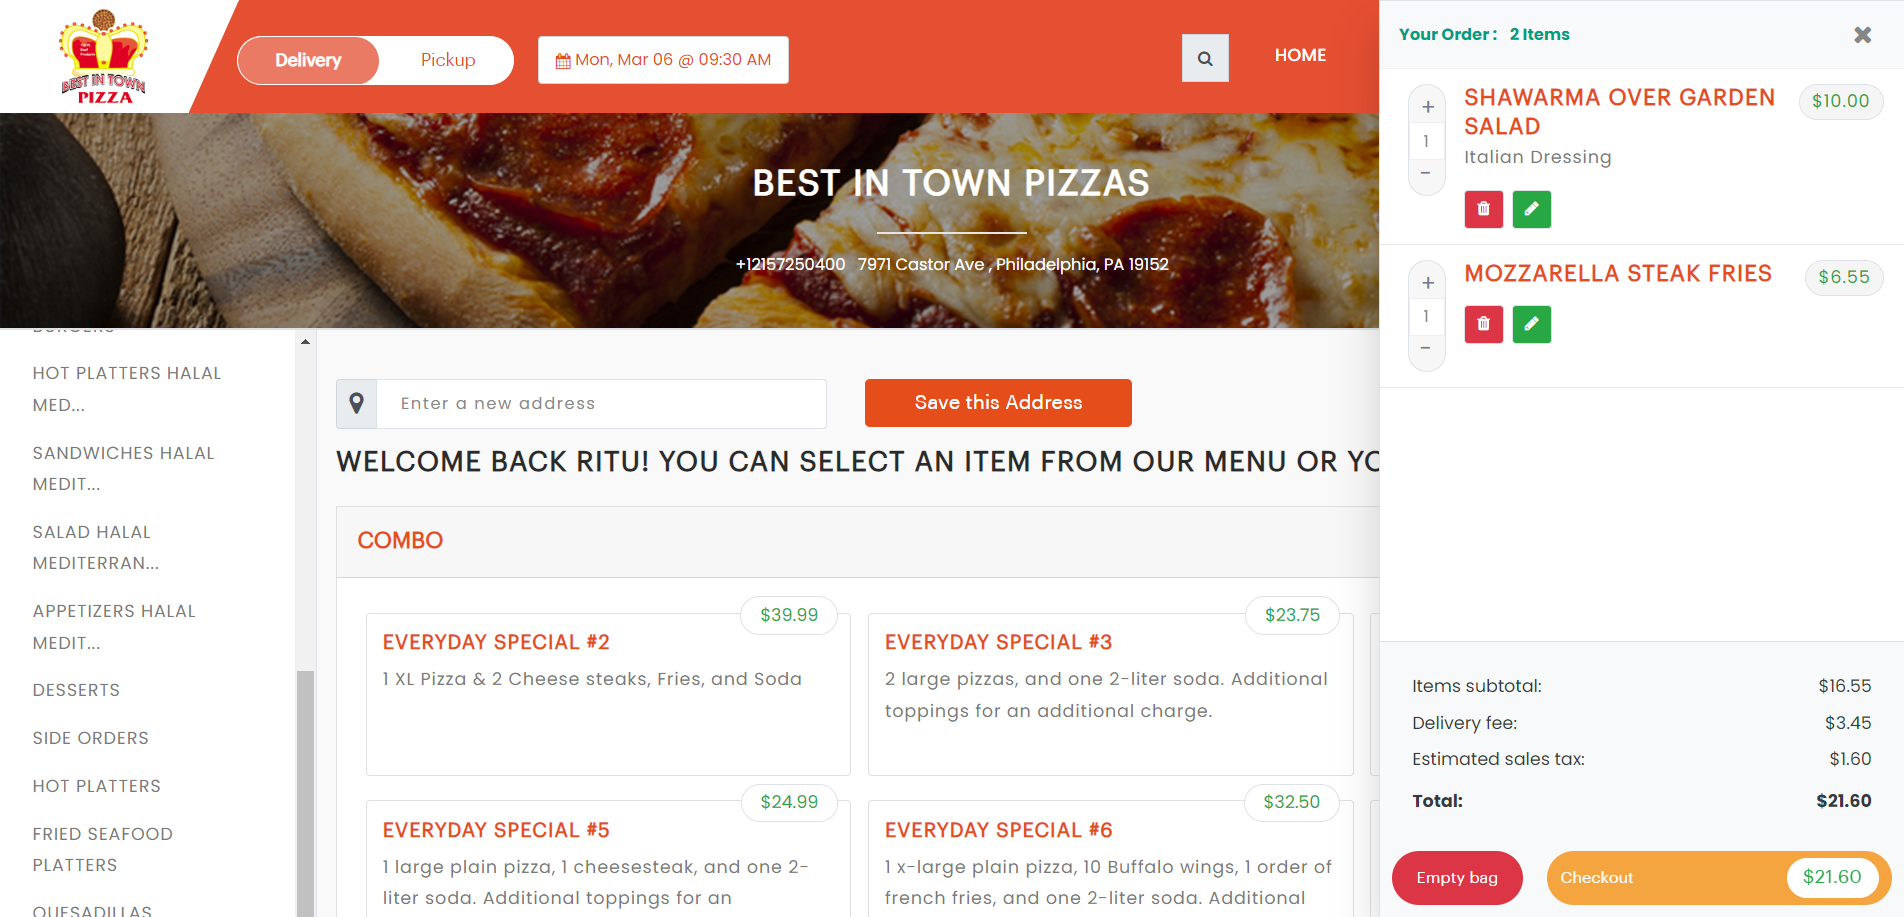 BEST IN TOWN
PIZZA
Delivery
Pickup
Mon, Mar 06 @ 09:30 AM
HOME
BEST IN TOWN PIZZAS
+12157250400 7971 Castor Ave , Philadelphia, PA 19152
BURGERS
HOT PLATTERS HALAL
MED...
SANDWICHES HALAL
MEDIT...
SALAD HALAL
MEDITERRAN...
APPETIZERS HALAL
MEDIT...
DESSERTS
SIDE ORDERS
HOT PLATTERS
FRIED SEAFOOD
PLATTERS
QUESADILLAS
Enter a new address
Save this Address
WELCOME BACK RITU! YOU CAN SELECT AN ITEM FROM OUR MENU OR YO
COMBO
$39.99
EVERYDAY SPECIAL #2
1 XL Pizza & 2 Cheese steaks, Fries, and Soda
$23.75
EVERYDAY SPECIAL #3
2 large pizzas, and one 2-liter soda. Additional
toppings for an additional charge.
$24.99
EVERYDAY SPECIAL #5
1 large plain pizza, 1 cheesesteak, and one 2-
liter soda. Additional toppings for an
$32.50
EVERYDAY SPECIAL #6
1 x-large plain pizza, 10 Buffalo wings, 1 order of
french fries, and one 2-liter soda. Additional
Your Order : 2 Items
+
1
−
SHAWARMA OVER GARDEN
SALAD
Italian Dressing
$10.00
+
1
−
MOZZARELLA STEAK FRIES
$6.55
Items subtotal: $16.55
Delivery fee: $3.45
Estimated sales tax: $1.60
Total: $21.60
Empty bag
Checkout
$21.60